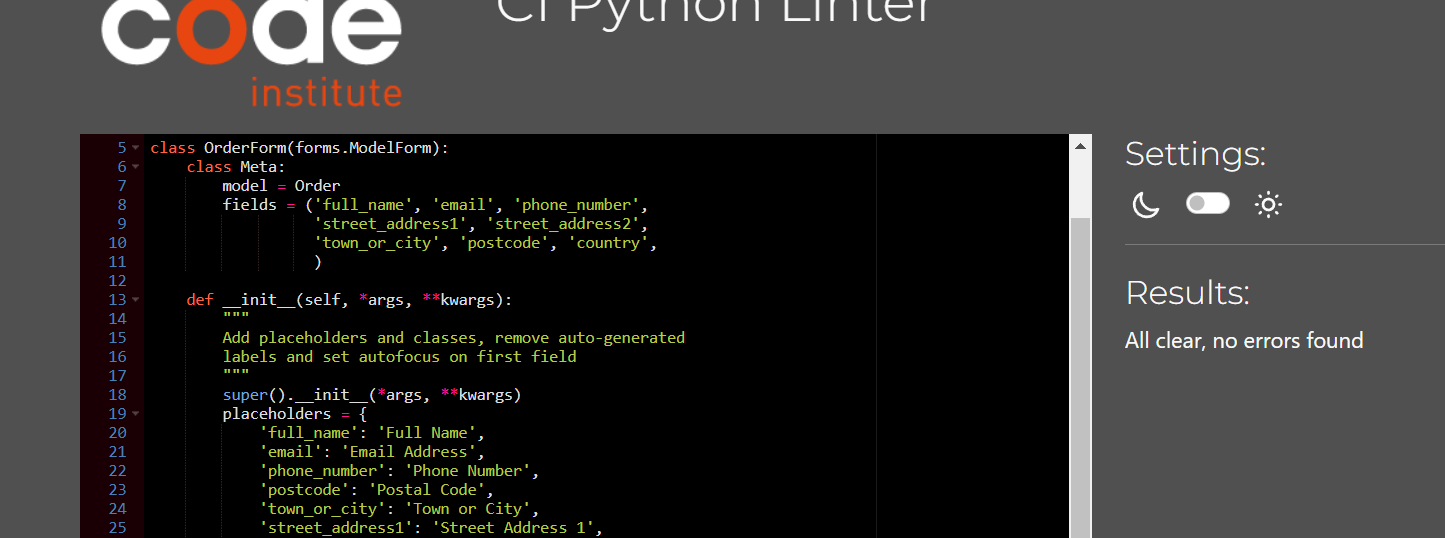 code
CI Python Linter
institute
5 class OrderForm(forms.ModelForm):
6 class Meta:
7 model = Order
8 fields = ('full_name', 'email', 'phone_number',
9 'street_address1', 'street_address2',
10 'town_or_city', 'postcode', 'country',
11 )
12
13 def __init__(self, *args, **kwargs):
14 """
15 Add placeholders and classes, remove auto-generated
16 labels and set autofocus on first field
17 """
18 super().__init__(*args, **kwargs)
19 placeholders = {
20 'full_name': 'Full Name',
21 'email': 'Email Address',
22 'phone_number': 'Phone Number',
23 'postcode': 'Postal Code',
24 'town_or_city': 'Town or City',
25 'street_address1': 'Street Address 1',
Settings:
Results:
All clear, no errors found